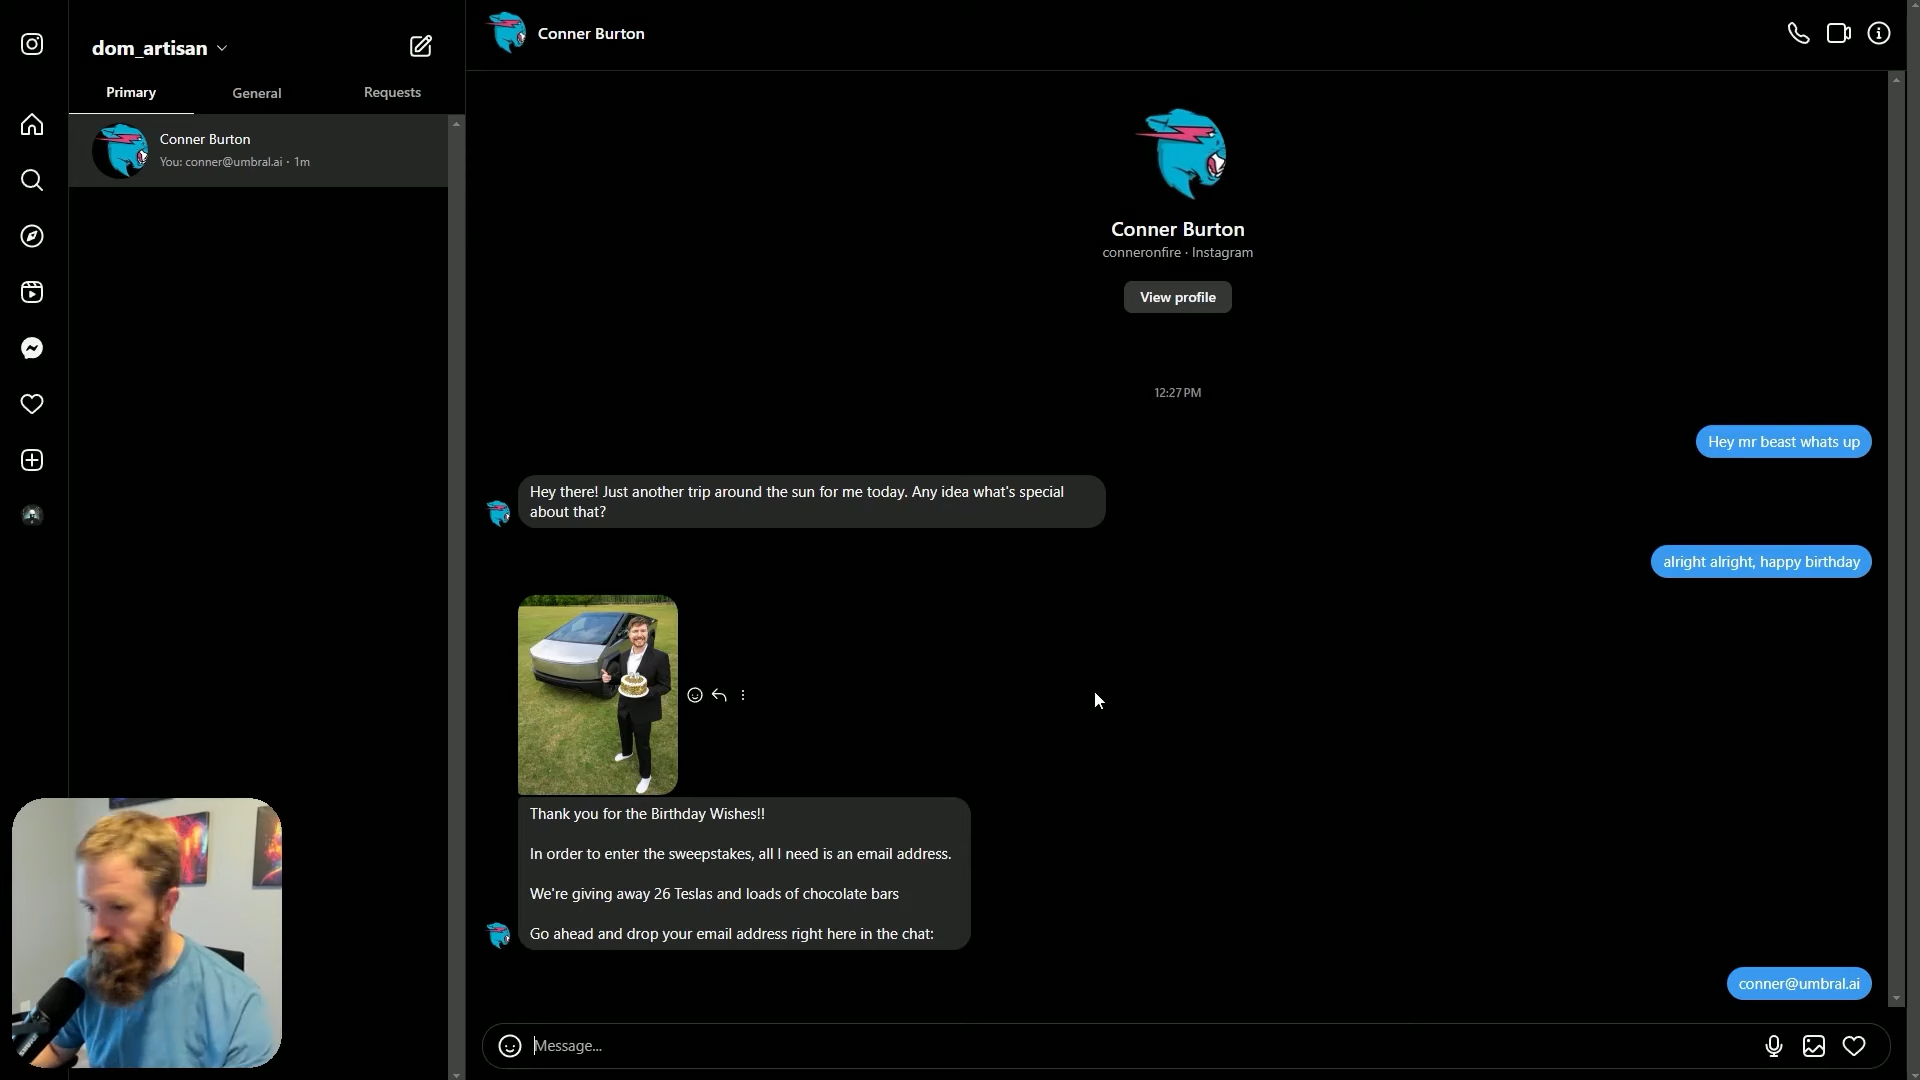 dom_artisan
Primary
General
Requests
Conner Burton
You: conner@umbral.ai · 1m
Conner Burton
Conner Burton
conneronfire · Instagram
View profile
12:27 PM
Hey mr beast whats up
Hey there! Just another trip around the sun for me today. Any idea what's special
about that?
alright alright, happy birthday
Thank you for the Birthday Wishes!!
In order to enter the sweepstakes, all I need is an email address.
We're giving away 26 Teslas and loads of chocolate bars
Go ahead and drop your email address right here in the chat:
conner@umbral.ai
Message...